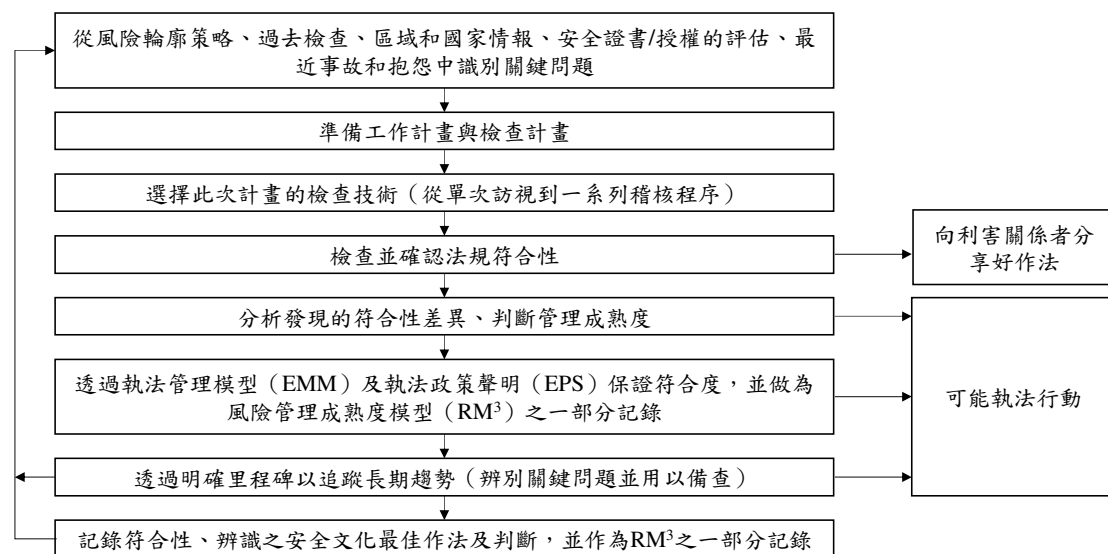 從風險輪廓策略、過去檢查、區域和國家情報、安全證書/授權的評估、最
近事故和抱怨中識別關鍵問題
準備工作計畫與檢查計畫
選擇此次計畫的檢查技術（從單次訪視到一系列稽核程序）
檢查並確認法規符合性
向利害關係者分
享好作法
分析發現的符合性差異、判斷管理成熟度
透過執法管理模型（EMM）及執法政策聲明（EPS）保證符合度，並做為
風險管理成熟度模型（RM³）之一部分記錄
可能執法行動
透過明確里程碑以追蹤長期趨勢（辨別關鍵問題並用以備查）
記錄符合性、辨識之安全文化最佳作法及判斷，並作為RM³之一部分記錄